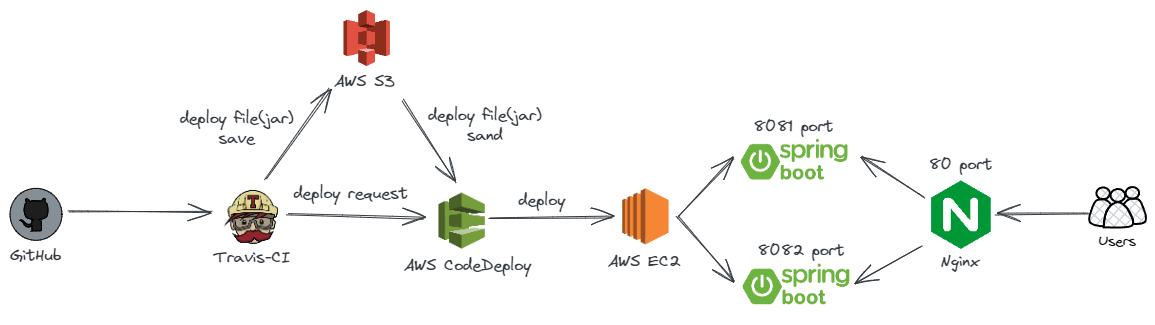 AWS S3
deploy file(jar)
save
deploy file(jar)
sand
8081 port
spring
boot
80 port
T
deploy request
deploy
N
GitHub
Travis-CI
AWS CodeDeploy
AWS EC2
8082 port
spring
boot
Nginx
Users